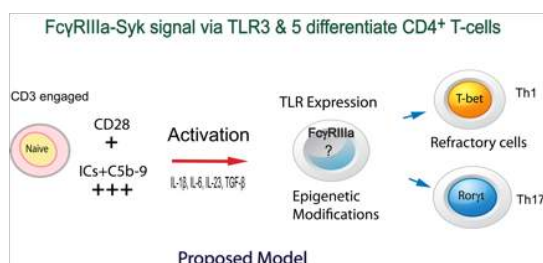 FcγRIIIa-Syk signal via TLR3 & 5 differentiate CD4+ T-cells
CD3 engaged
Naive
CD28
+
ICs+C5b-9
+++
Activation
IL-1β, IL-6, IL-23, TGF-β
TLR Expression
FcγRIIIa
?
Epigenetic
Modifications
T-bet
Th1
Refractory cells
Rorγt
Th17
Proposed Model